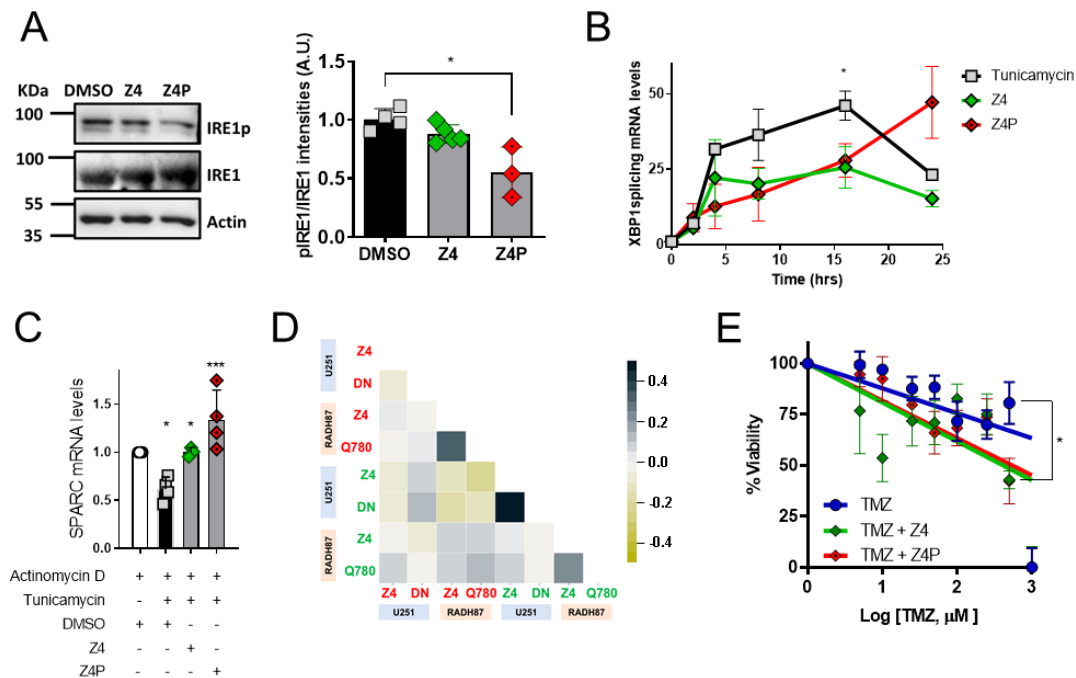 A
KDa
DMSO Z4 Z4P
100
IRE1p
100
IRE1
55
Actin
35
pIRE1/IRE1 intensities (A.U.)
1.5
1.0
0.5
0.0
*
DMSO Z4 Z4P
B
XBP1 splicing mRNA levels
50
25
0
*
0 5 10 15 20 25
Time (hrs)
Tunicamycin
Z4
Z4P
C
SPARC mRNA levels
1.5
1.0
0.5
0.0
* * ***
Actinomycin D + + + +
Tunicamycin - + + +
DMSO + + - -
Z4 - - + -
Z4P - - - +
D
U251
Z4
DN
RADH87
Z4
Q780
U251
Z4
DN
RADH87
Z4
Q780
Z4 DN Z4 Q780 Z4 DN Z4 Q780
U251 RADH87 U251 RADH87
0.4
0.2
0.0
-0.2
-0.4
E
% Viability
100
75
50
25
0
TMZ
TMZ + Z4
TMZ + Z4P
*
0 1 2 3
Log [TMZ, µM ]